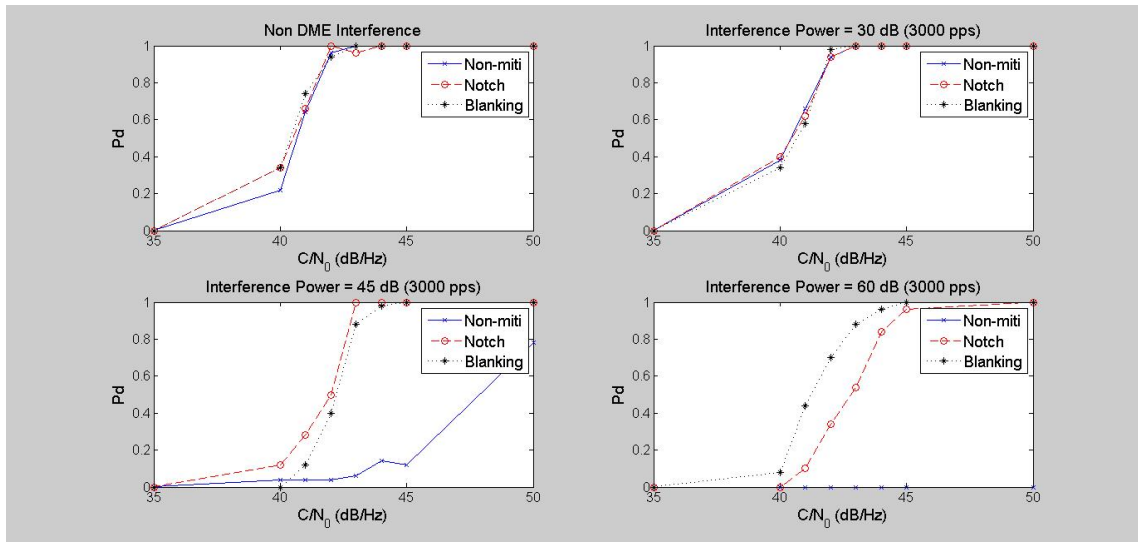 Non DME Interference
1
0.8
0.6
0.4
0.2
0
Pd
35
40
45
50
C/N0 (dB/Hz)
Non-miti
Notch
Blanking
Interference Power = 30 dB (3000 pps)
1
0.8
0.6
0.4
0.2
0
Pd
35
40
45
50
C/N0 (dB/Hz)
Non-miti
Notch
Blanking
Interference Power = 45 dB (3000 pps)
1
0.8
0.6
0.4
0.2
0
Pd
35
40
45
50
C/N0 (dB/Hz)
Non-miti
Notch
Blanking
Interference Power = 60 dB (3000 pps)
1
0.8
0.6
0.4
0.2
0
Pd
35
40
45
50
C/N0 (dB/Hz)
Non-miti
Notch
Blanking